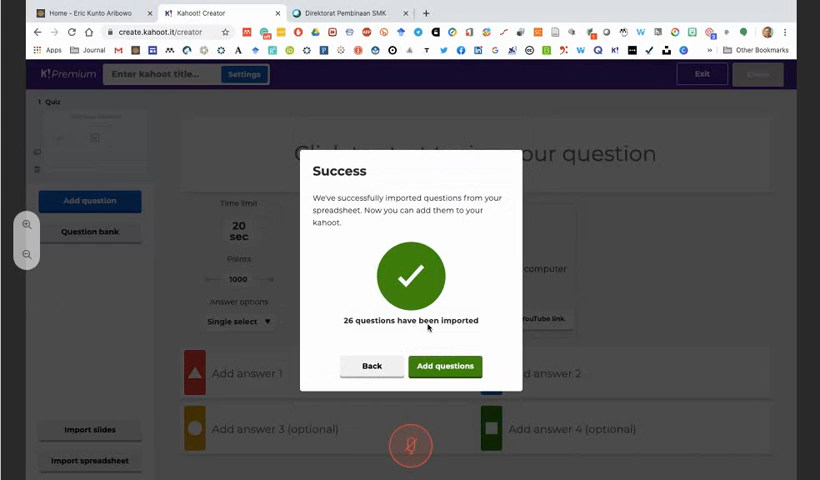 Home - Eric Kunto Aribowo
Kahoot! Creator
Direktorat Pembinaan SMK
create.kahoot.it/creator
Apps
Journal
Other Bookmarks
K! Premium
Enter kahoot title...
Settings
Exit
1 Quiz
Add question
Question bank
Time limit
20
sec
Points
1000
Answer options
Single select
Success
We've successfully imported questions from your
spreadsheet. Now you can add them to your
kahoot.
26 questions have been imported
Back
Add questions
our question
computer
YouTube link
Add answer 1
2
Add answer 3 (optional)
Add answer 4 (optional)
Import slides
Import spreadsheet